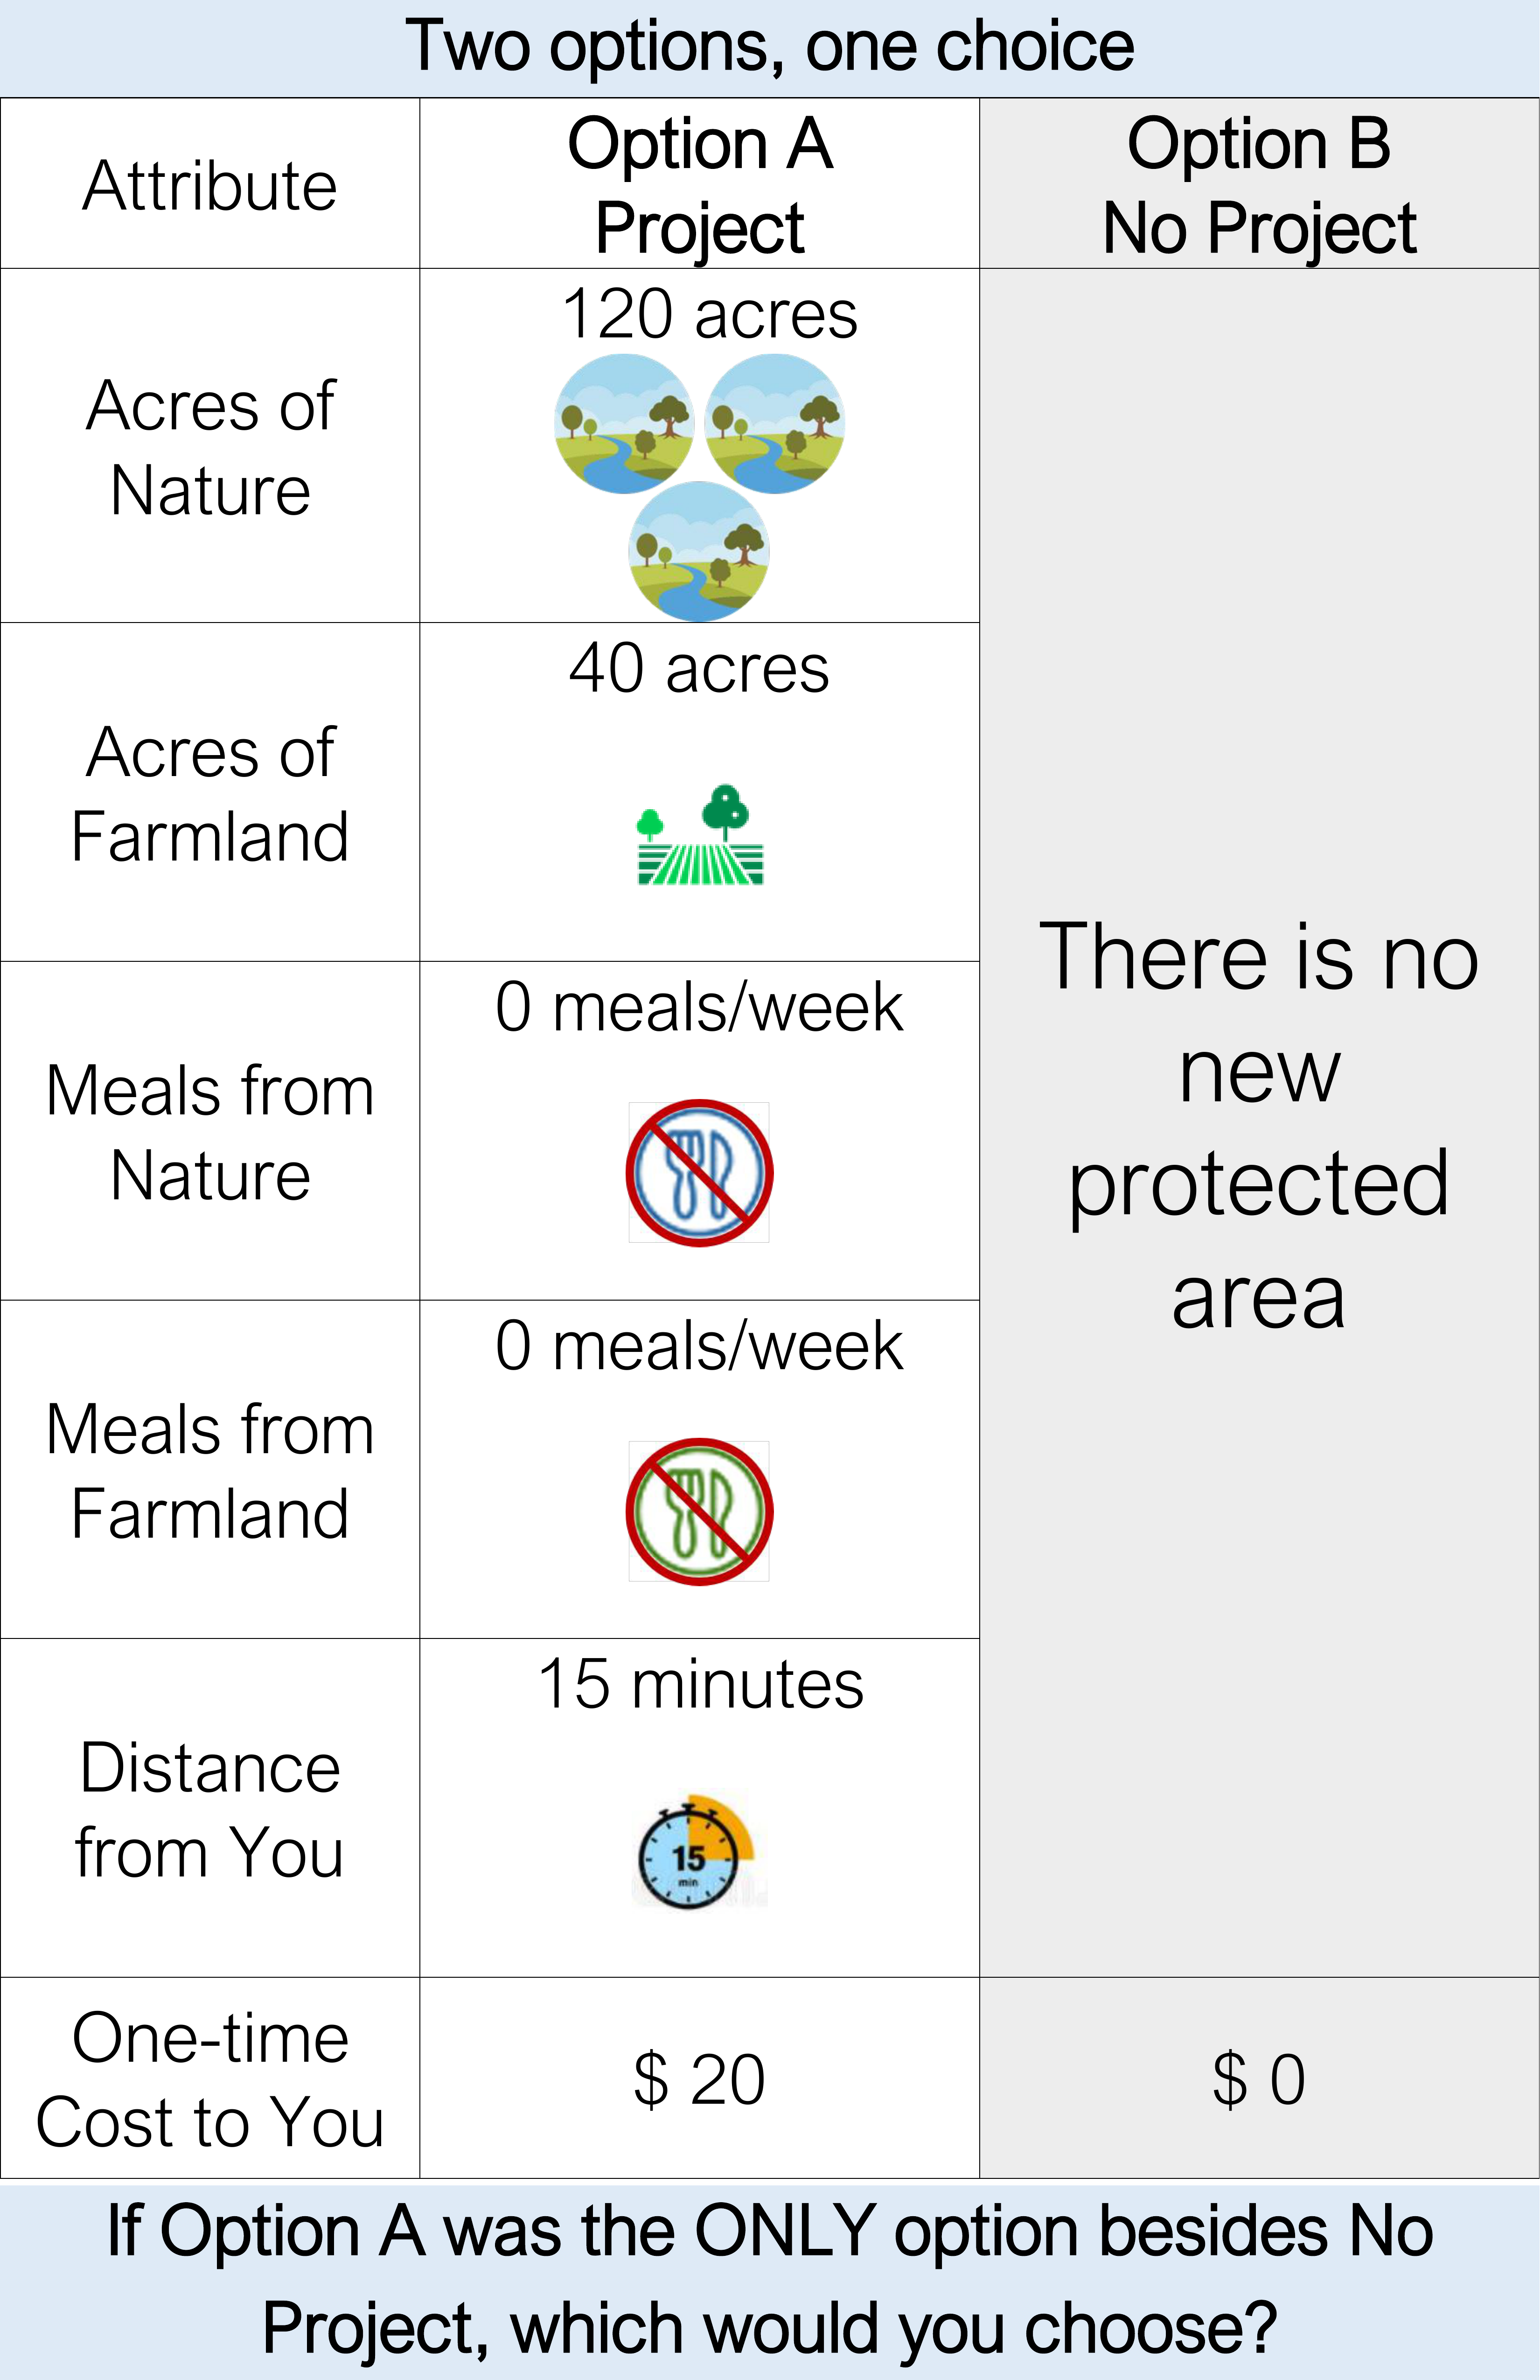 Two options, one choice
Attribute
Option A
Project
Option B
No Project
Acres of
Nature
120 acres
Acres of
Farmland
40 acres
Meals from
Nature
0 meals/week
Meals from
Farmland
0 meals/week
Distance
from You
15 minutes
15
min
There is no
new
protected
area
One-time
Cost to You
$ 20
$ 0
If Option A was the ONLY option besides No
Project, which would you choose?